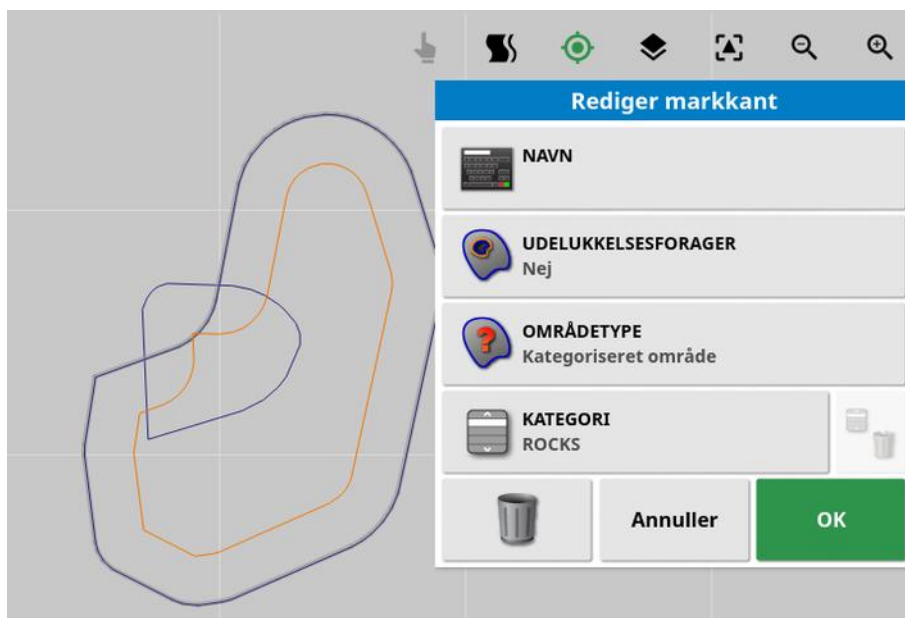 Rediger markkant
NAVN
UDELUKKELSESFORAGER
Nej
OMRÅDETYPE
Kategoriseret område
KATEGORI
ROCKS
Annuller
OK